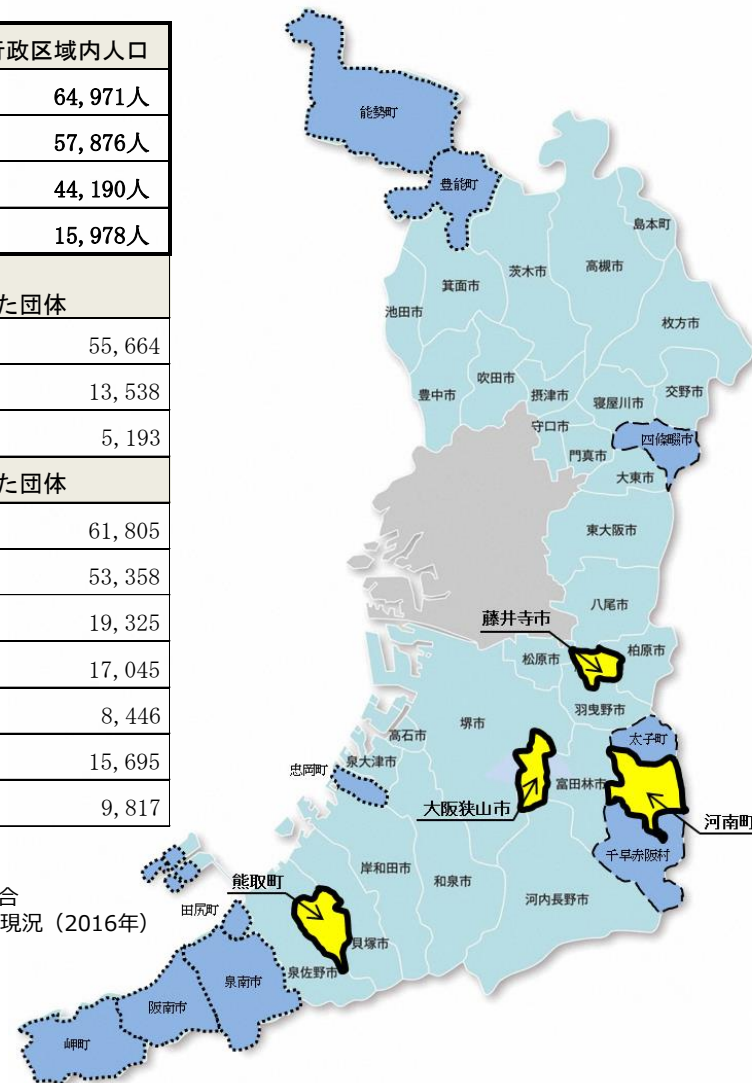 行政区域内人口
64,971人
57,876人
44,190人
15,978人
た団体
55,664
13,538
5,193
た団体
61,805
53,358
19,325
17,045
8,446
15,695
9,817
合
現況（2016年）
能勢町
豊能町
島本町
高槻市
茨木市
箕面市
池田市
枚方市
吹田市
豊中市
摂津市
寝屋川市
交野市
守口市
門真市
四條畷市
大東市
東大阪市
八尾市
藤井寺市
松原市
柏原市
羽曳野市
堺市
高石市
太子町
泉大津市
忠岡町
富田林市
大阪狭山市
河南町
千早赤阪村
岸和田市
和泉市
河内長野市
熊取町
田尻町
貝塚市
泉佐野市
泉南市
阪南市
岬町